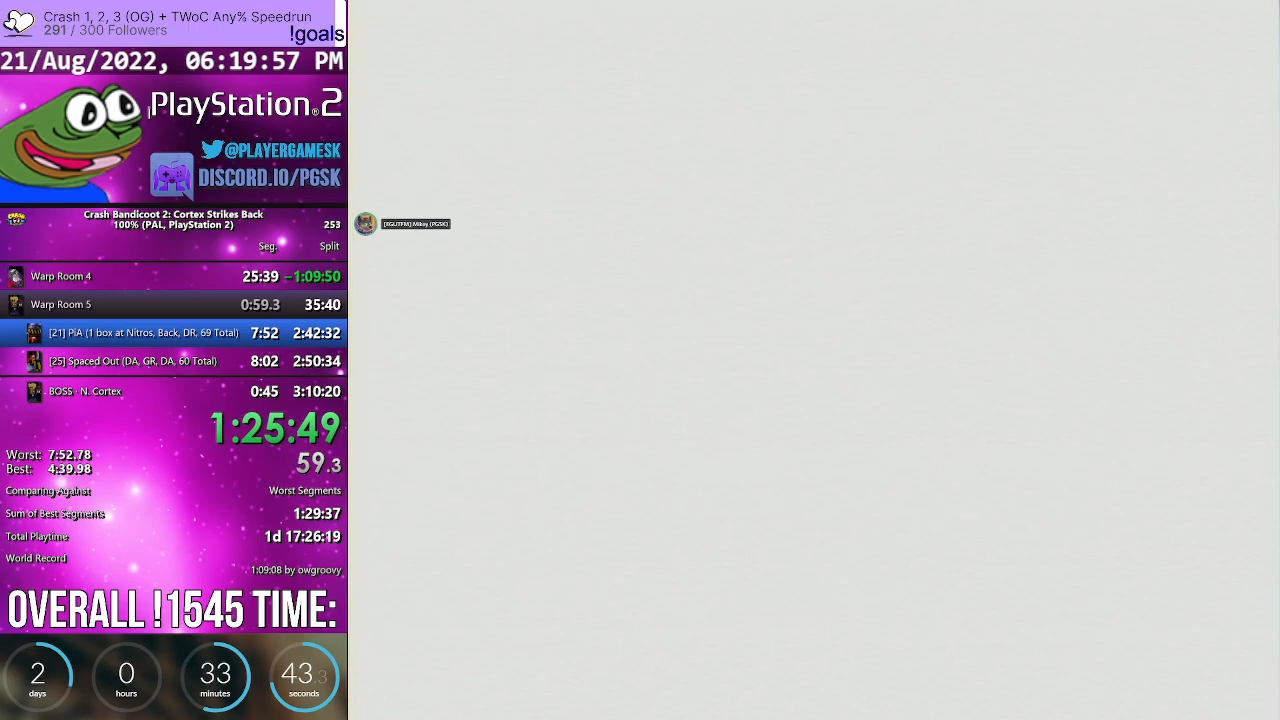 Crash 1, 2, 3 (OG) + TWoC Any% Speedrun
291 / 300 Followers
!goals
21/Aug/2022, 06:19:57 PM
PlayStation®2
@PLAYERGAMESK
DISCORD.IO/PGSK
Crash Bandicoot 2: Cortex Strikes Back
100% (PAL, PlayStation 2) 253
Seg. Split
Warp Room 4 25:39 −1:09:50
Warp Room 5 0:59.3 35:40
[21] PiA (1 box at Nitros, Back, DR, 69 Total) 7:52 2:42:32
[25] Spaced Out (DA, GR, DA, 60 Total) 8:02 2:50:34
BOSS - N. Cortex 0:45 3:10:20
1:25:49
Worst: 7:52.78
Best: 4:39.98
59.3
Comparing Against Worst Segments
Sum of Best Segments 1:29:37
Total Playtime 1d 17:26:19
World Record
1:09:08 by owgroovy
OVERALL !1545 TIME:
2 0 33 43.3
days hours minutes seconds
Mikey (PGSK)